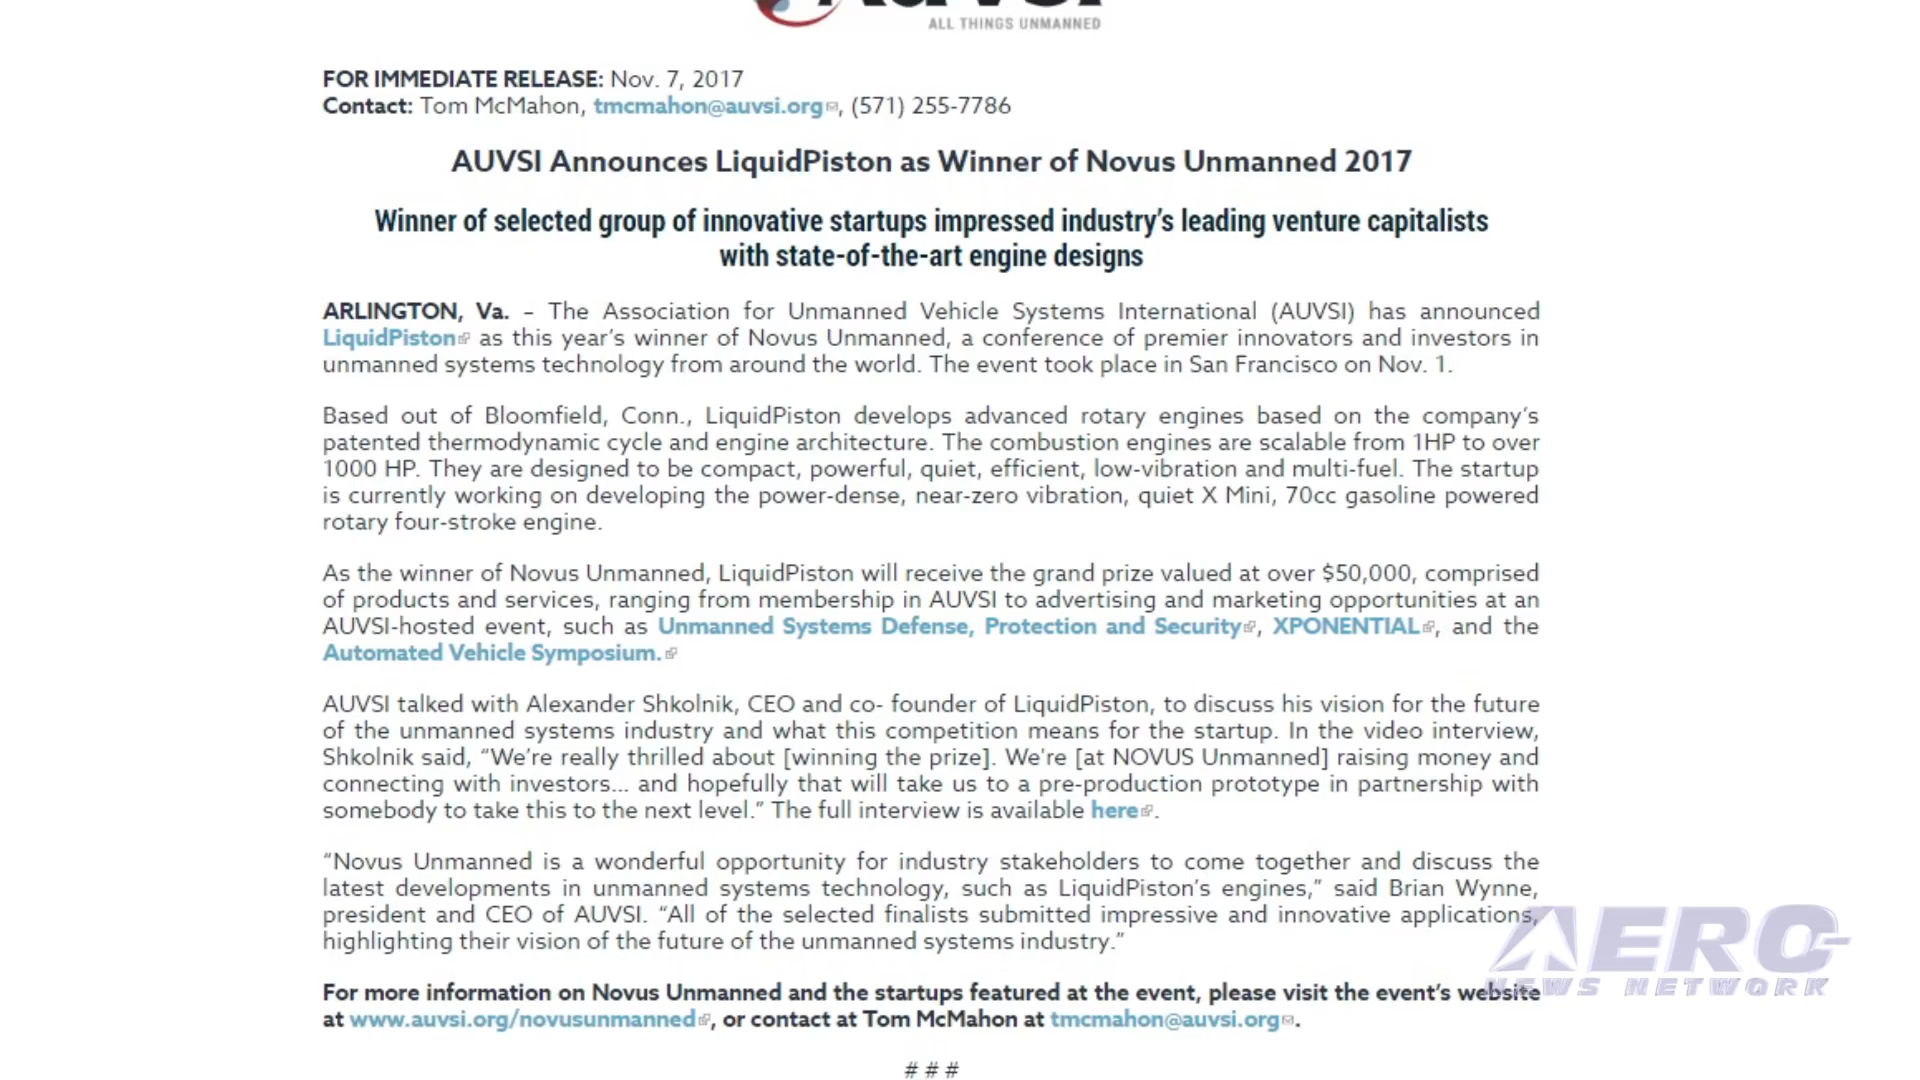 ALL THINGS UNMANNED
FOR IMMEDIATE RELEASE: Nov. 7, 2017
Contact: Tom McMahon, tmcmahon@auvsi.org, (571) 255-7786
AUVSI Announces LiquidPiston as Winner of Novus Unmanned 2017
Winner of selected group of innovative startups impressed industry’s leading venture capitalists
with state-of-the-art engine designs
ARLINGTON, Va. – The Association for Unmanned Vehicle Systems International (AUVSI) has announced
LiquidPiston as this year’s winner of Novus Unmanned, a conference of premier innovators and investors in
unmanned systems technology from around the world. The event took place in San Francisco on Nov. 1.
Based out of Bloomfield, Conn., LiquidPiston develops advanced rotary engines based on the company’s
patented thermodynamic cycle and engine architecture. The combustion engines are scalable from 1HP to over
1000 HP. They are designed to be compact, powerful, quiet, efficient, low-vibration and multi-fuel. The startup
is currently working on developing the power-dense, near-zero vibration, quiet X Mini, 70cc gasoline powered
rotary four-stroke engine.
As the winner of Novus Unmanned, LiquidPiston will receive the grand prize valued at over $50,000, comprised
of products and services, ranging from membership in AUVSI to advertising and marketing opportunities at an
AUVSI-hosted event, such as Unmanned Systems Defense, Protection and Security, XPONENTIAL, and the
Automated Vehicle Symposium.
AUVSI talked with Alexander Shkolnik, CEO and co- founder of LiquidPiston, to discuss his vision for the future
of the unmanned systems industry and what this competition means for the startup. In the video interview,
Shkolnik said, “We’re really thrilled about [winning the prize]. We're [at NOVUS Unmanned] raising money and
connecting with investors... and hopefully that will take us to a pre-production prototype in partnership with
somebody to take this to the next level.” The full interview is available here.
“Novus Unmanned is a wonderful opportunity for industry stakeholders to come together and discuss the
latest developments in unmanned systems technology, such as LiquidPiston’s engines,” said Brian Wynne,
president and CEO of AUVSI. “All of the selected finalists submitted impressive and innovative applications,
highlighting their vision of the future of the unmanned systems industry.”
For more information on Novus Unmanned and the startups featured at the event, please visit the event’s website
at www.auvsi.org/novusunmanned, or contact at Tom McMahon at tmcmahon@auvsi.org.
# # #
AERO
NEWS NETWORK